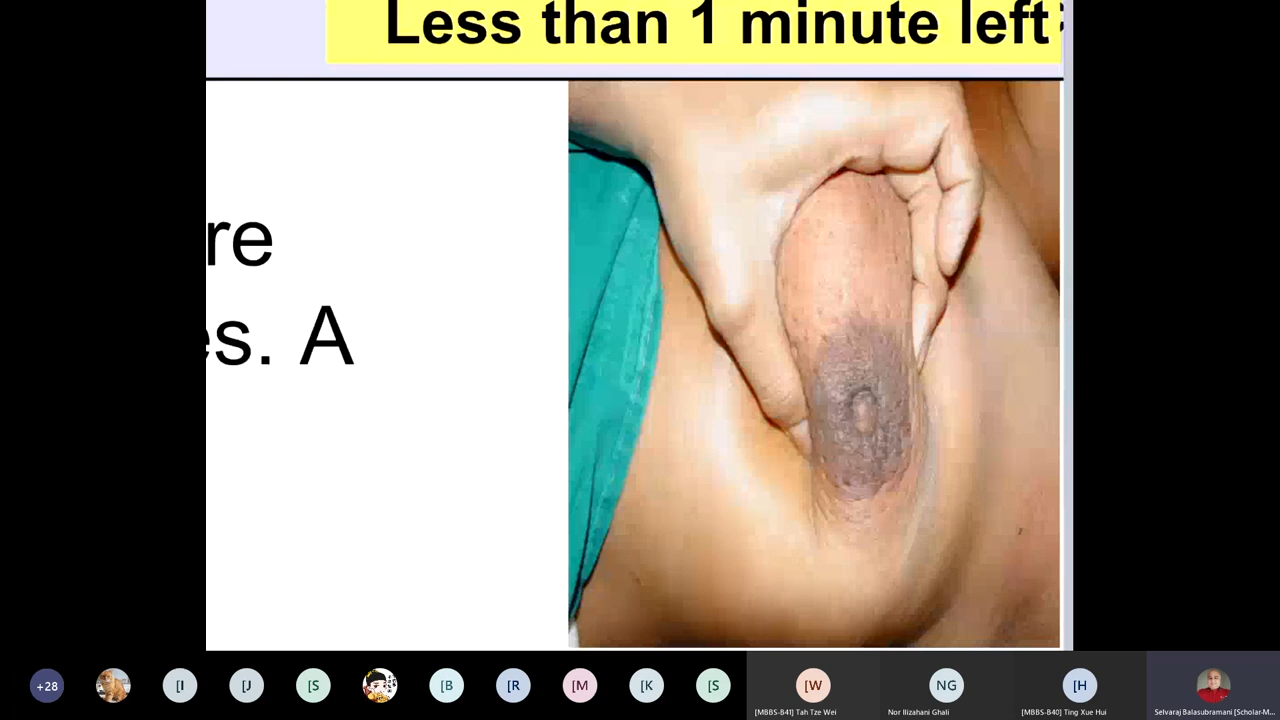 Less than 1 minute left
re
es. A
+28
[I
[J
[S
[B
[R
[M
[K
[S
[W
NG
[H
[MBBS-B41] Tah Tze Wei
Nor Ilizahani Ghali
[MBBS-B40] Ting Xue Hui
Selvaraj Balasubramani [Scholar-M...